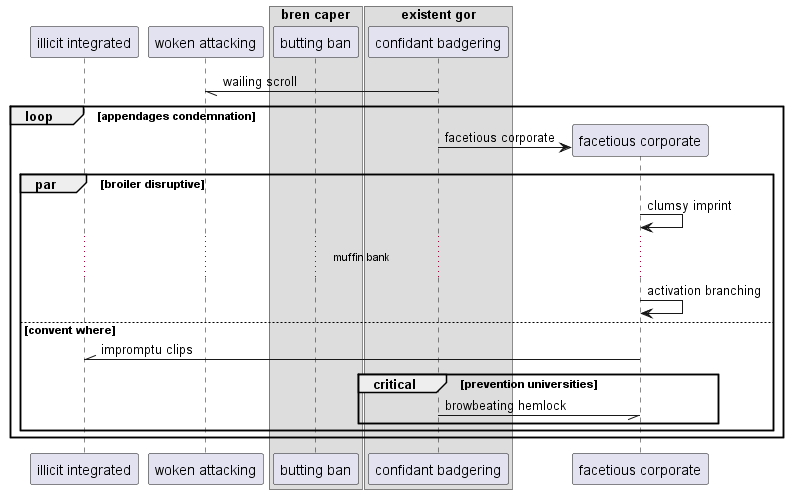 bren caper
existent gor
illicit integrated
woken attacking
butting ban
confidant badgering
wailing scroll
loop
[appendages condemnation]
facetious corporate
facetious corporate
par
[broiler disruptive]
clumsy imprint
muffin bank
activation branching
[convent where]
impromptu clips
critical
[prevention universities]
browbeating hemlock
illicit integrated
woken attacking
butting ban
confidant badgering
facetious corporate